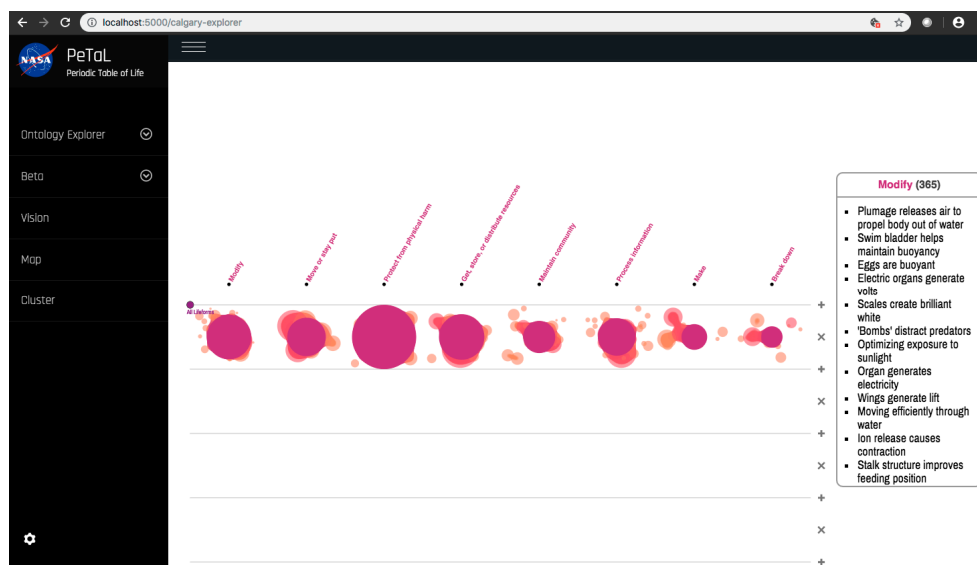 localhost:5000/calgary-explorer
NASA
PeTaL
Periodic Table of Life
Ontology Explorer
Beta
Vision
Map
Cluster
Modify
Move or stay put
Protect from physical harm
Get, store, or distribute resources
Maintain community
Process information
Make
Break down
All Lifeforms
Modify (365)
Plumage releases air to
propel body out of water
Swim bladder helps
maintain buoyancy
Eggs are buoyant
Electric organs generate
volts
Scales create brilliant
white
'Bombs' distract predators
Optimizing exposure to
sunlight
Organ generates
electricity
Wings generate lift
Moving efficiently through
water
Ion release causes
contraction
Stalk structure improves
feeding position